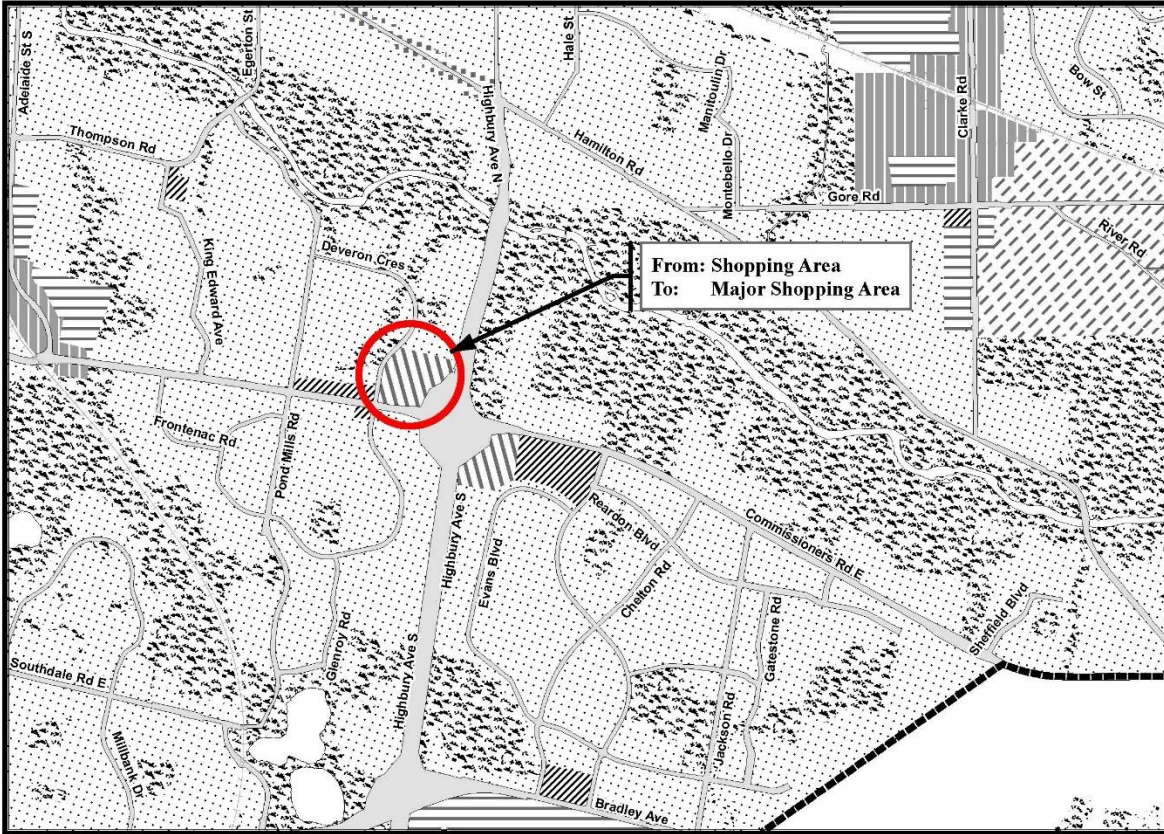 Adelaide St S
Egerton St
Highbury Ave N
Hale St
Manitoulin Dr
Clarke Rd
Bow St
Thompson Rd
Hamilton Rd
Montebello Dr
Gore Rd
River Rd
King Edward Ave
Deveron Cres
From: Shopping Area
To: Major Shopping Area
Frontenac Rd
Pond Mills Rd
Highbury Ave S
Evans Blvd
Reardon Blvd
Commissioners Rd E
Chelton Rd
Gatestone Rd
Sheffield Blvd
Glenroy Rd
Southdale Rd E
Highbury Ave S
Jackson Rd
Millbank Dr
Bradley Ave